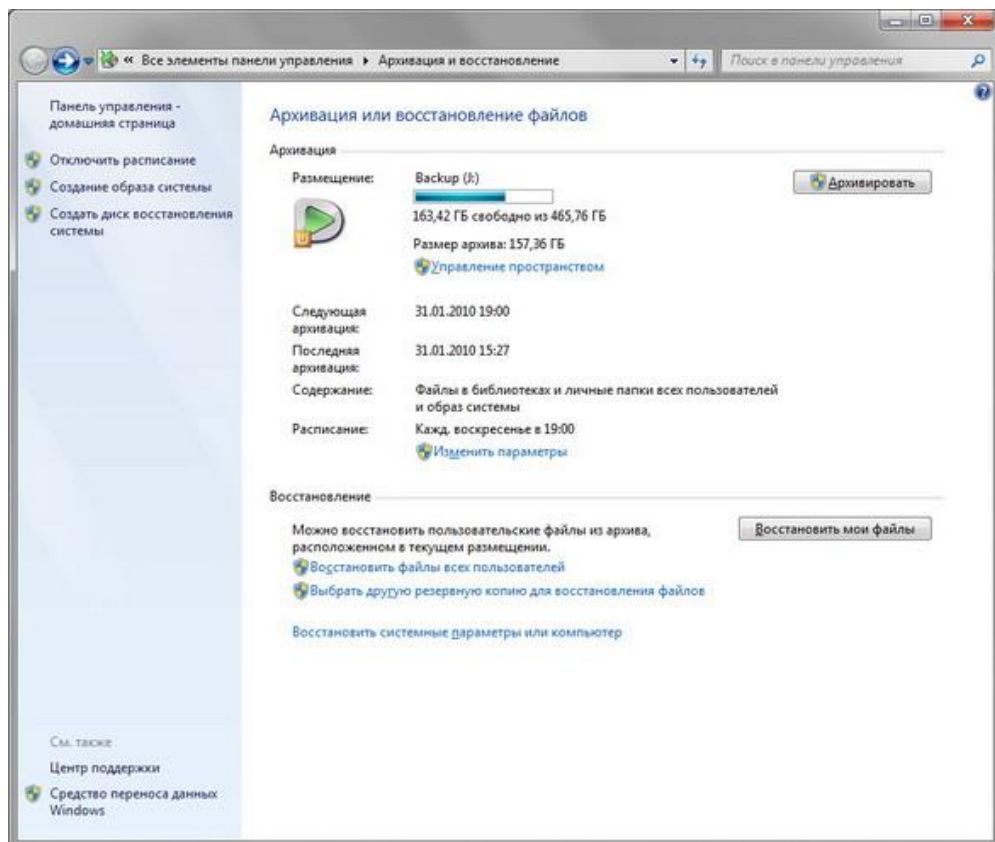 « Все элементы панели управления ▸ Архивация и восстановление
Поиск в панели управления
Панель управления -
домашняя страница
Отключить расписание
Создание образа системы
Создать диск восстановления
системы
Архивация или восстановление файлов
Архивация
Размещение:
Backup (J:)
Архивировать
163,42 ГБ свободно из 465,76 ГБ
Размер архива: 157,36 ГБ
Управление пространством
Следующая
архивация:
31.01.2010 19:00
Последняя
архивация:
31.01.2010 15:27
Содержание:
Файлы в библиотеках и личные папки всех пользователей
и образ системы
Расписание:
Кажд. воскресенье в 19:00
Изменить параметры
Восстановление
Можно восстановить пользовательские файлы из архива,
расположенном в текущем размещении.
Восстановить мои файлы
Восстановить файлы всех пользователей
Выбрать другую резервную копию для восстановления файлов
Восстановить системные параметры или компьютер
См. также
Центр поддержки
Средство переноса данных
Windows